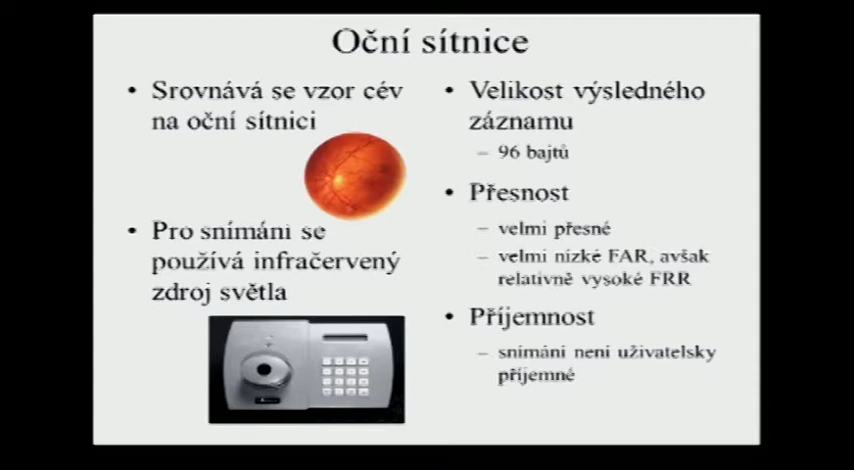 Oční sítnice
• Srovnává se vzor cév
na oční sítnici
• Pro snímání se
používá infračervený
zdroj světla
• Velikost výsledného
záznamu
– 96 bajtů
• Přesnost
– velmi přesné
– velmi nízké FAR, avšak
relativně vysoké FRR
• Příjemnost
– snímání není uživatelsky
příjemné